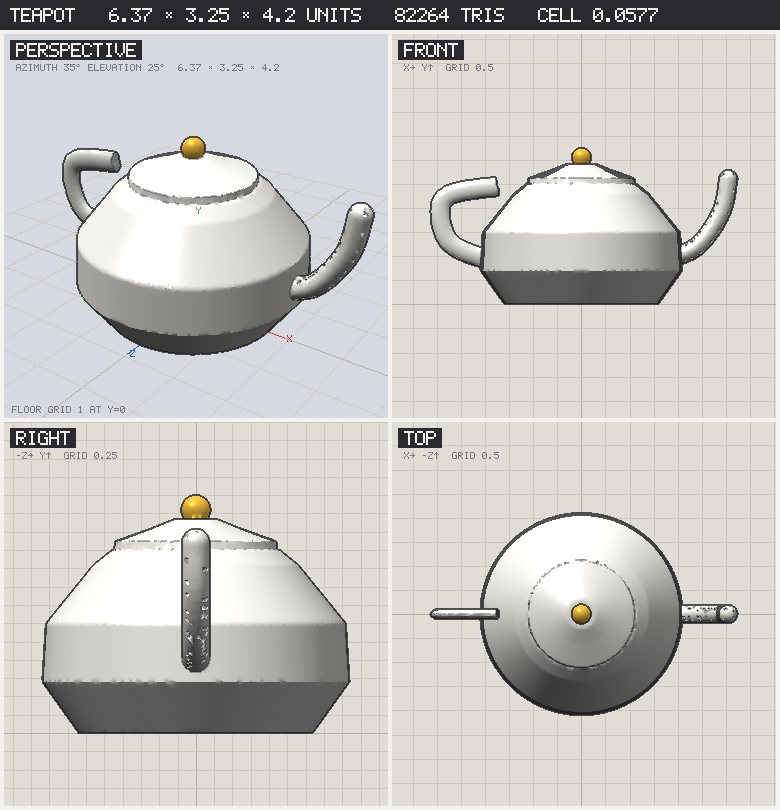 TEAPOT 6.37 × 3.25 × 4.2 UNITS 82264 TRIS CELL 0.0577
PERSPECTIVE
AZIMUTH 35° ELEVATION 25° 6.37 × 3.25 × 4.2
Y
X
Z
FLOOR GRID 1 AT Y=0
FRONT
X→ Y↑ GRID 0.5
RIGHT
-Z→ Y↑ GRID 0.25
TOP
X→ -Z↑ GRID 0.5